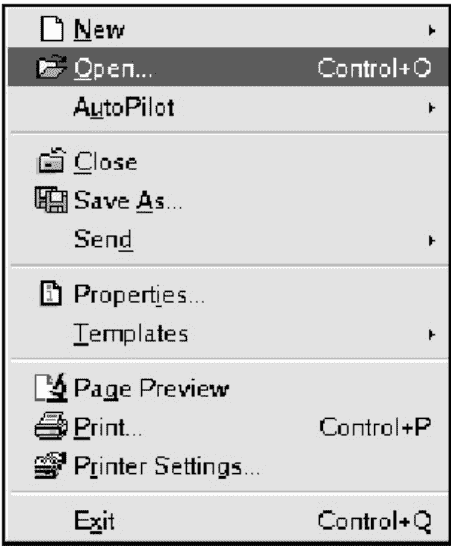 New
Open... Control+O
AutoPilot
Close
Save As...
Send
Properties...
Templates
Page Preview
Print... Control+P
Printer Settings...
Exit Control+Q